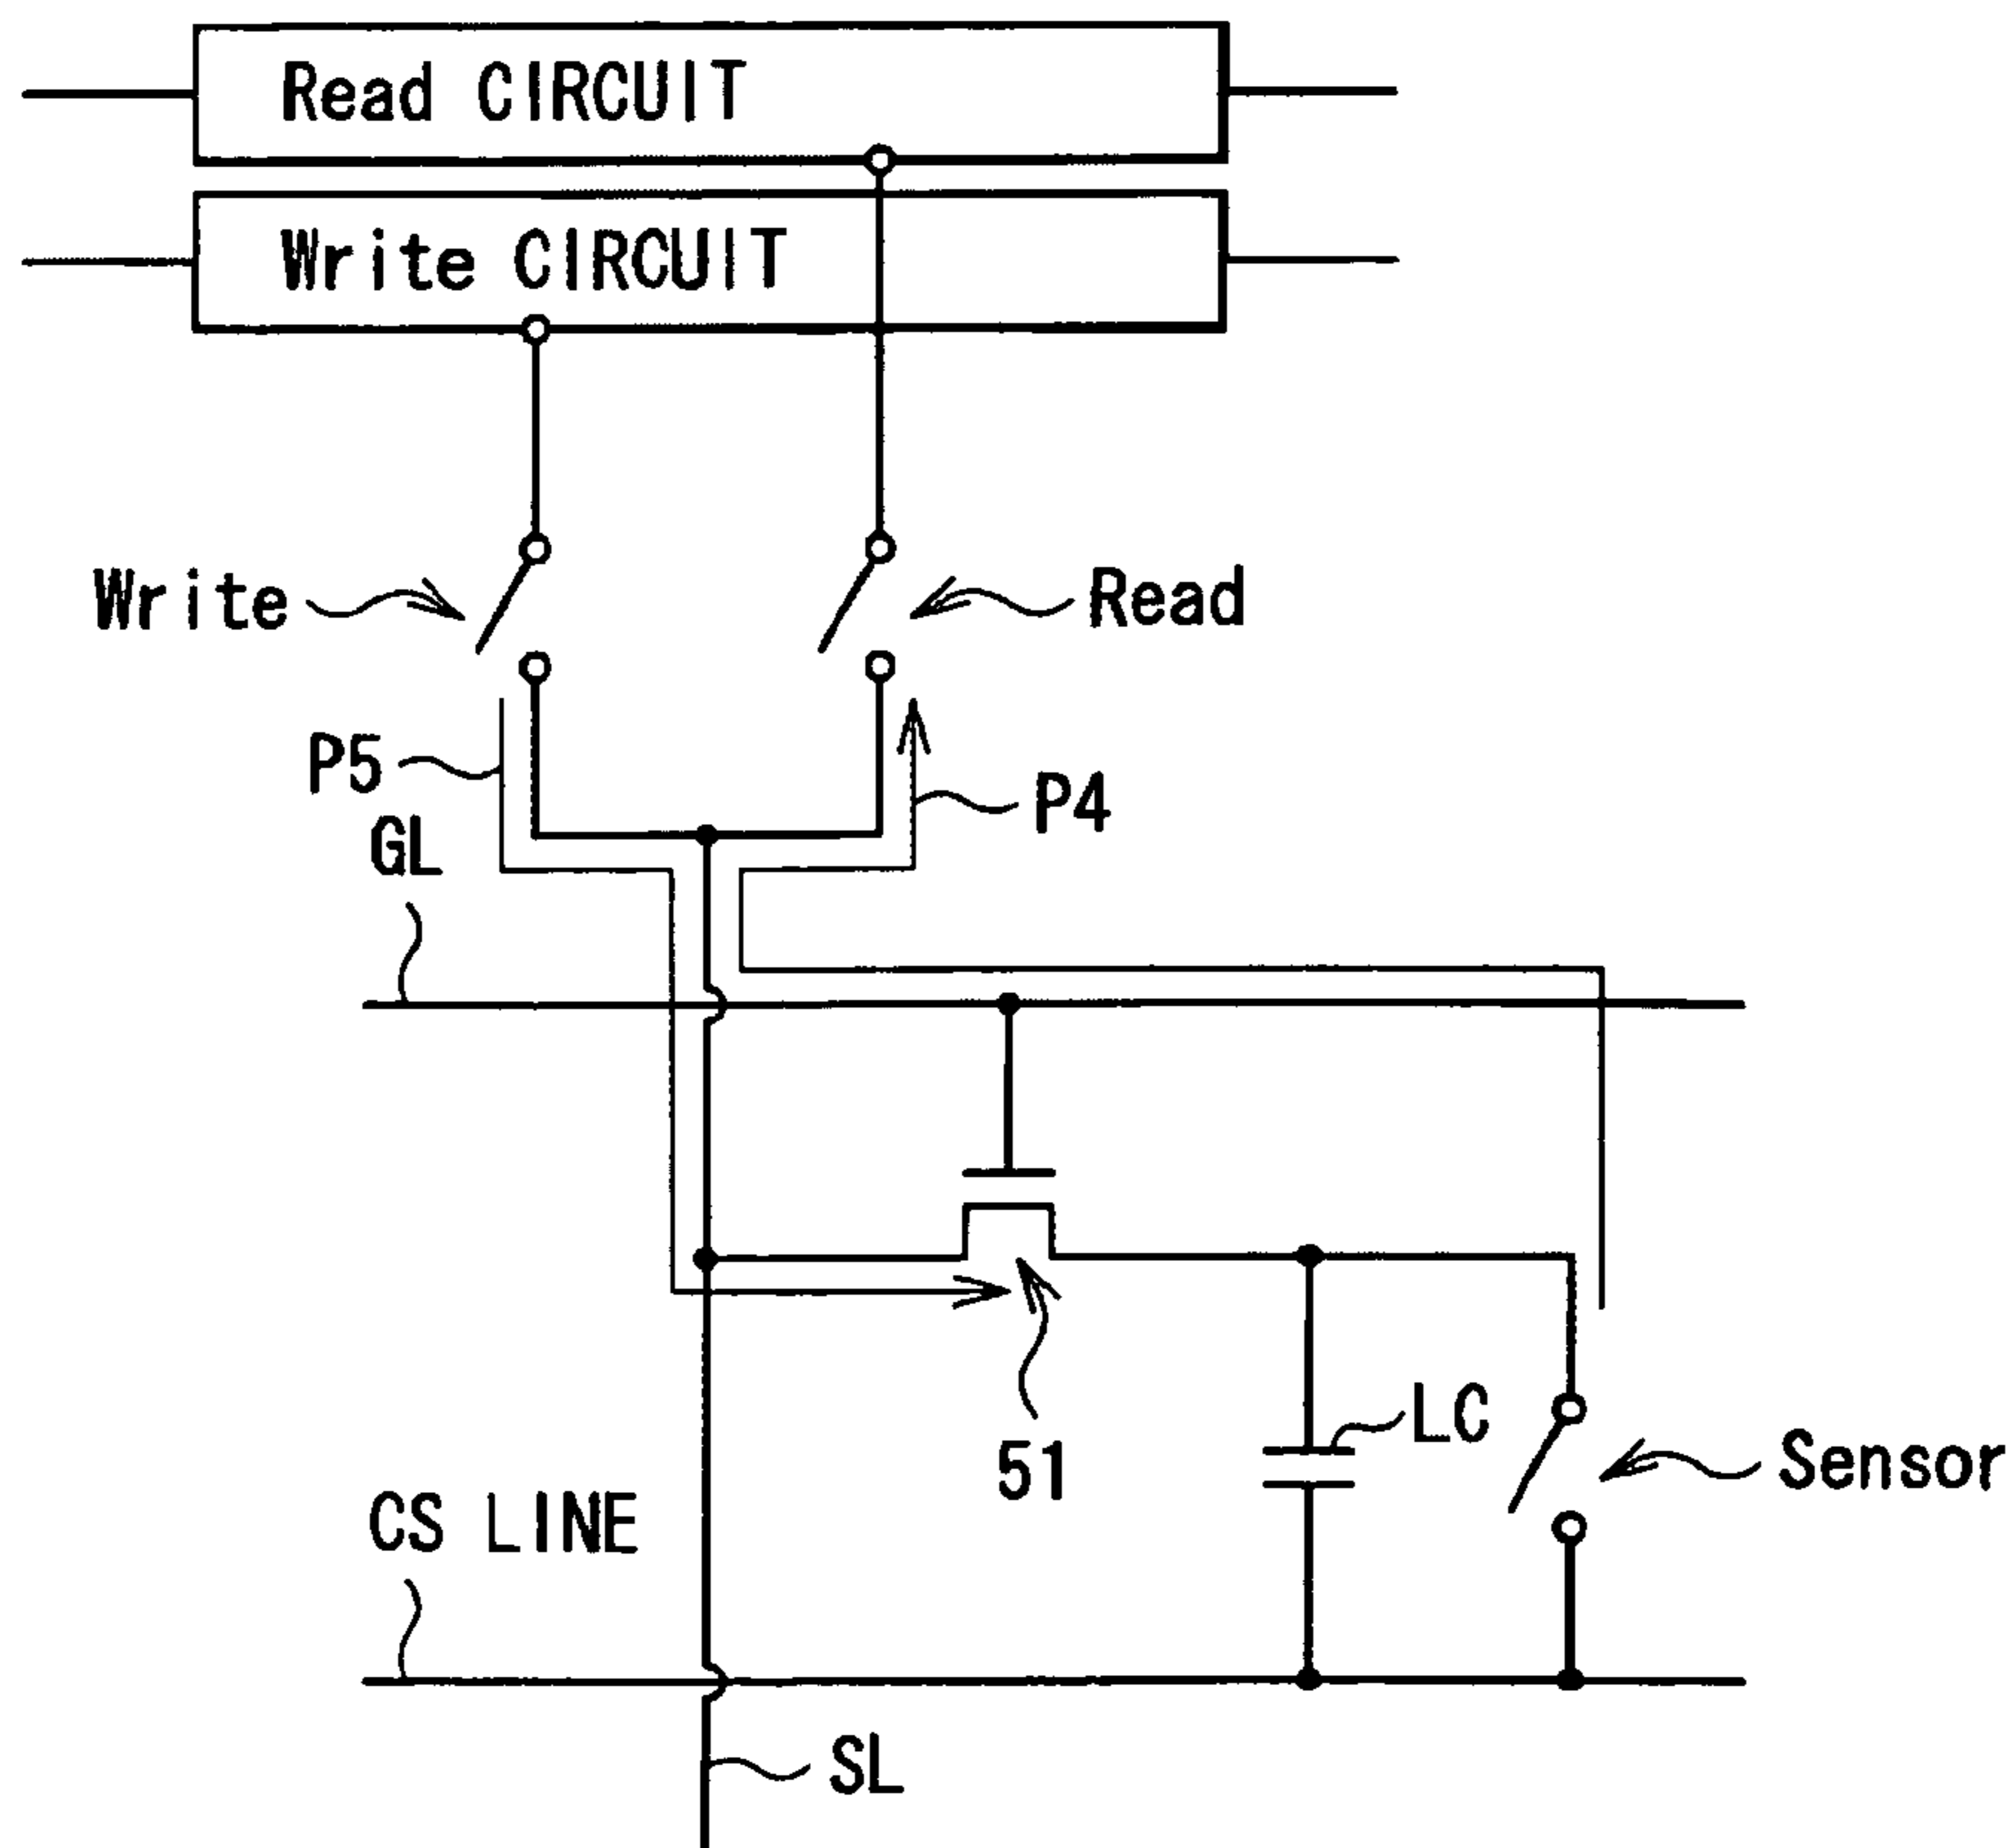 Read CIRCUIT
Write CIRCUIT
Write
Read
P5
P4
GL
51
LC
Sensor
CS LINE
SL